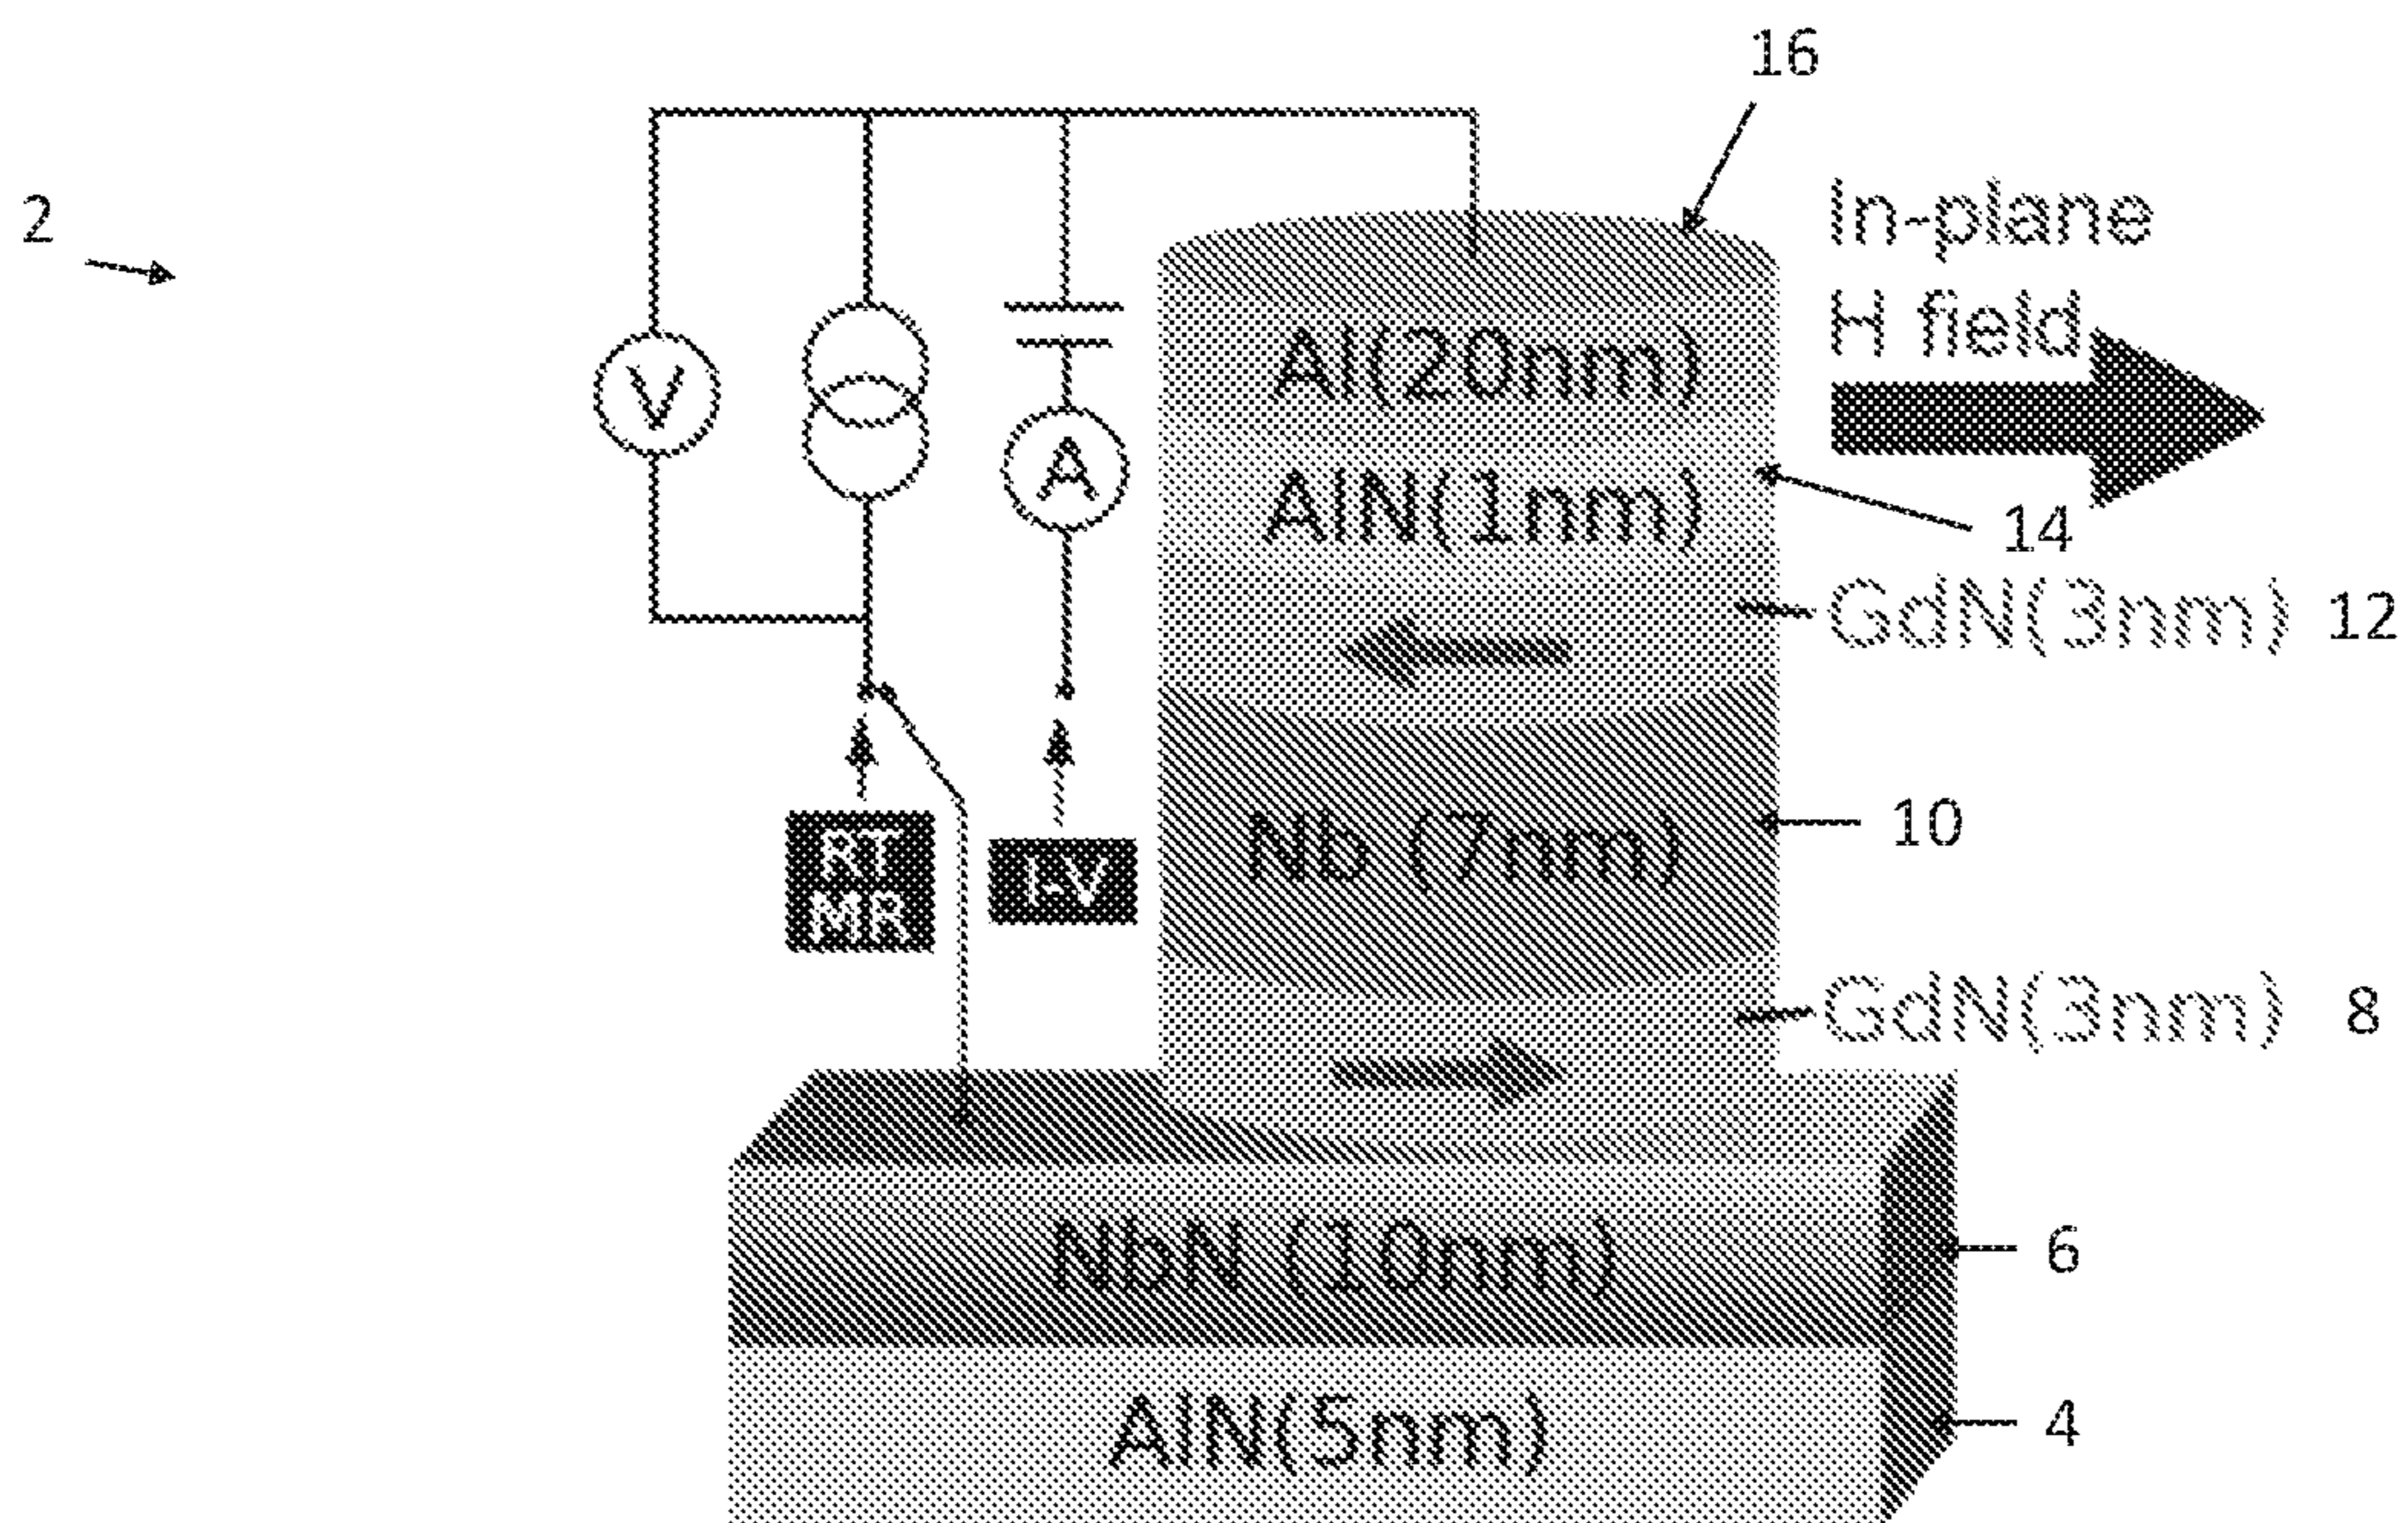 16
2
In-plane
H field
Al(20nm)
V
A
AlN(1nm)
14
GdN(3nm) 12
RT
MR
I-V
Nb (7nm)
10
GdN(3nm) 8
NbN (10nm)
6
AlN(5nm)
4